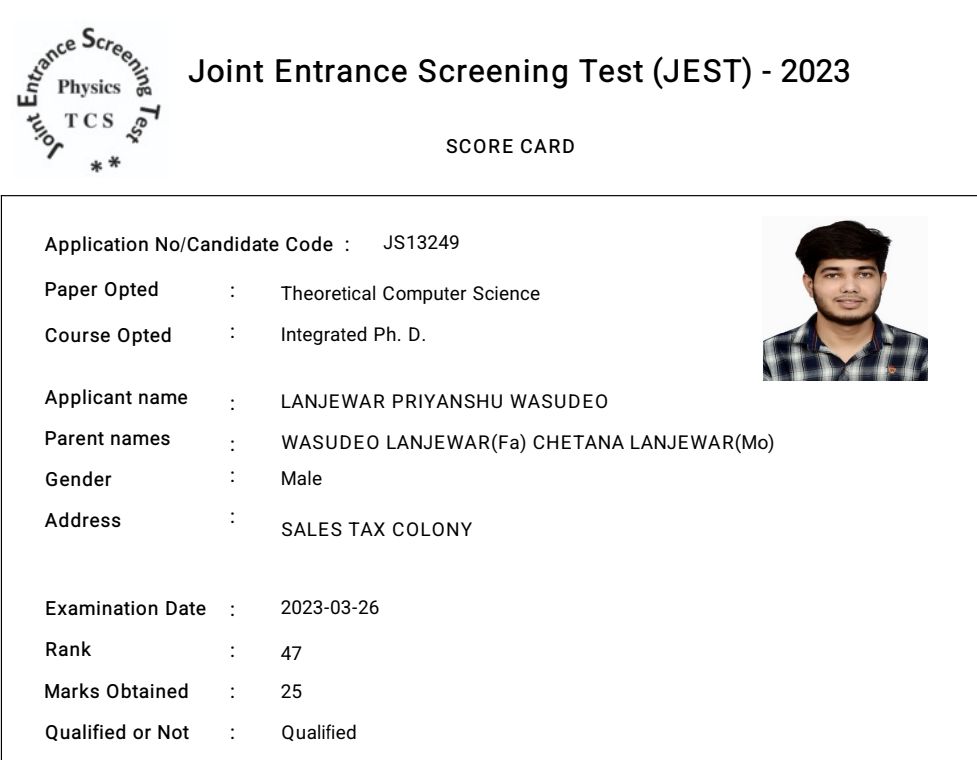 Joint Entrance Screening Test
Physics
TCS
**
Joint Entrance Screening Test (JEST) - 2023
SCORE CARD
Application No/Candidate Code : JS13249
Paper Opted : Theoretical Computer Science
Course Opted : Integrated Ph. D.
Applicant name : LANJEWAR PRIYANSHU WASUDEO
Parent names : WASUDEO LANJEWAR(Fa) CHETANA LANJEWAR(Mo)
Gender : Male
Address : SALES TAX COLONY
Examination Date : 2023-03-26
Rank : 47
Marks Obtained : 25
Qualified or Not : Qualified